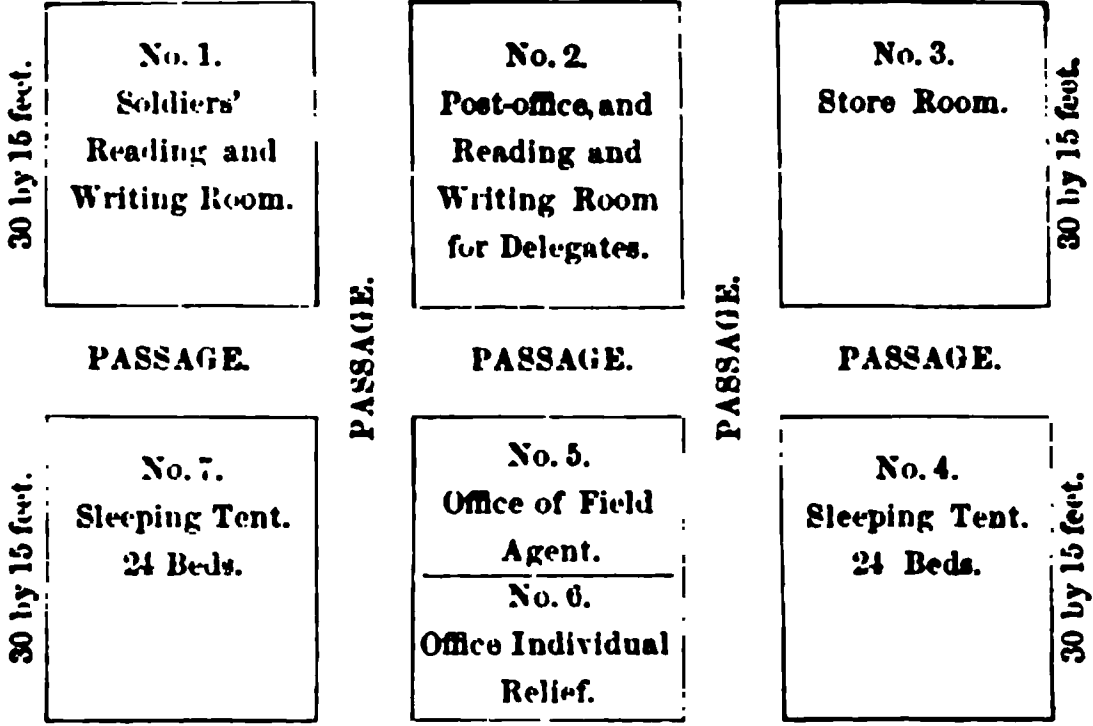 30 by 15 feet.
No. 1.
Soldiers'
Reading and
Writing Room.
No. 2.
Post-office, and
Reading and
Writing Room
for Delegates.
No. 3.
Store Room.
30 by 15 feet.
PASSAGE.
PASSAGE.
PASSAGE.
PASSAGE.
PASSAGE.
30 by 15 feet.
No. 7.
Sleeping Tent.
24 Beds.
No. 5.
Office of Field
Agent.
No. 6.
Office Individual
Relief.
No. 4.
Sleeping Tent.
24 Beds.
30 by 15 feet.